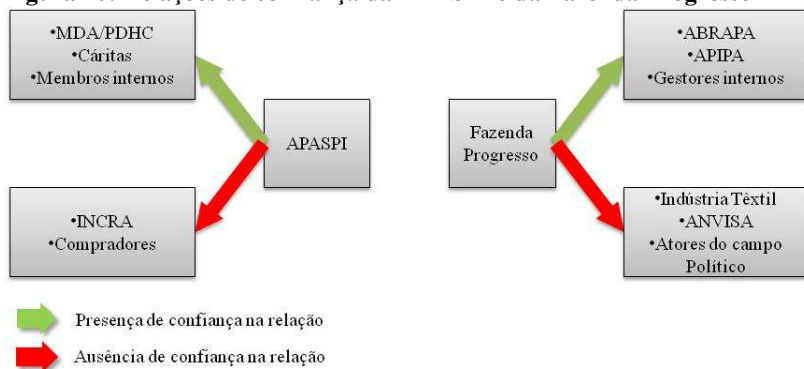 •MDA/PDHC
•Cáritas
•Membros internos
APASPI
•INCRA
•Compradores
•ABRAPA
•APIPA
•Gestores internos
Fazenda
Progresso
•Indústria Têxtil
•ANVISA
•Atores do campo
Político
Presença de confiança na relação
Ausência de confiança na relação